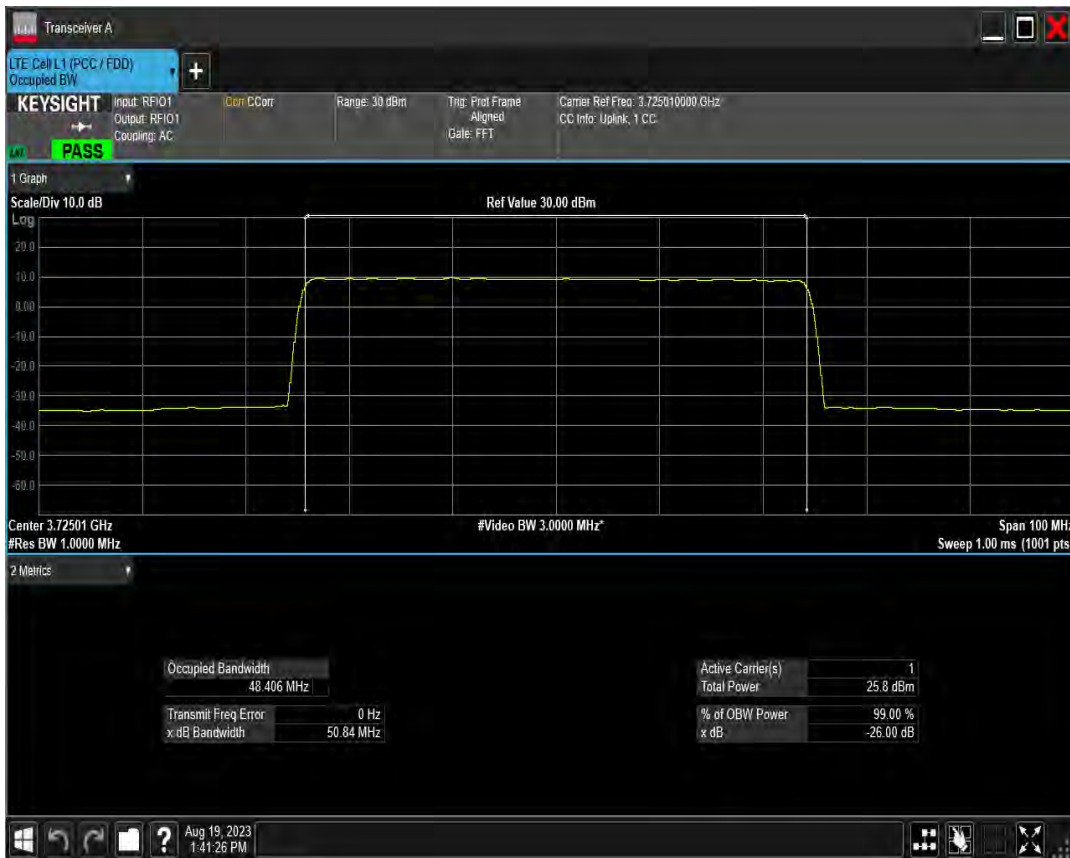 Transceiver A
LTE Cell L1 (PCC / FDD)
Occupied BW
+
KEYSIGHT
Input: RFIO1
Output: RFIO1
Coupling: AC
Corr CCorr
Range: 30 dBm
Trig: Prot Frame
Aligned
Gate: FFT
Carrier Ref Freq: 3.725010000 GHz
CC Info: Uplink, 1 CC
PASS
1 Graph
Scale/Div 10.0 dB
Ref Value 30.00 dBm
Log
20.0
10.0
0.00
-10.0
-20.0
-30.0
-40.0
-50.0
-60.0
Center 3.72501 GHz
#Video BW 3.0000 MHz*
Span 100 MHz
#Res BW 1.0000 MHz
Sweep 1.00 ms (1001 pts
2 Metrics
Occupied Bandwidth
48.406 MHz
Transmit Freq Error 0 Hz
x dB Bandwidth 50.84 MHz
Active Carrier(s) 1
Total Power 25.8 dBm
% of OBW Power 99.00 %
x dB -26.00 dB
?
Aug 19, 2023
1:41:26 PM